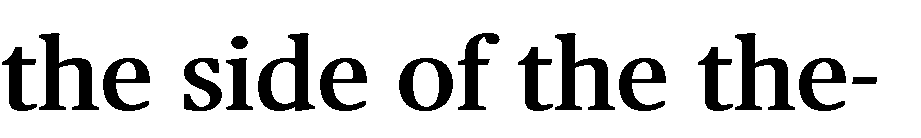 the side of the the-